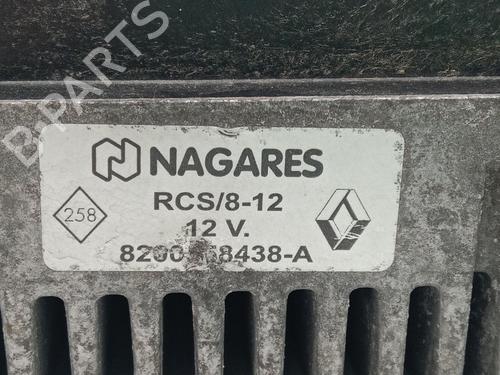 B-PARTS
NAGARES
RCS/8-12
258
12 V.